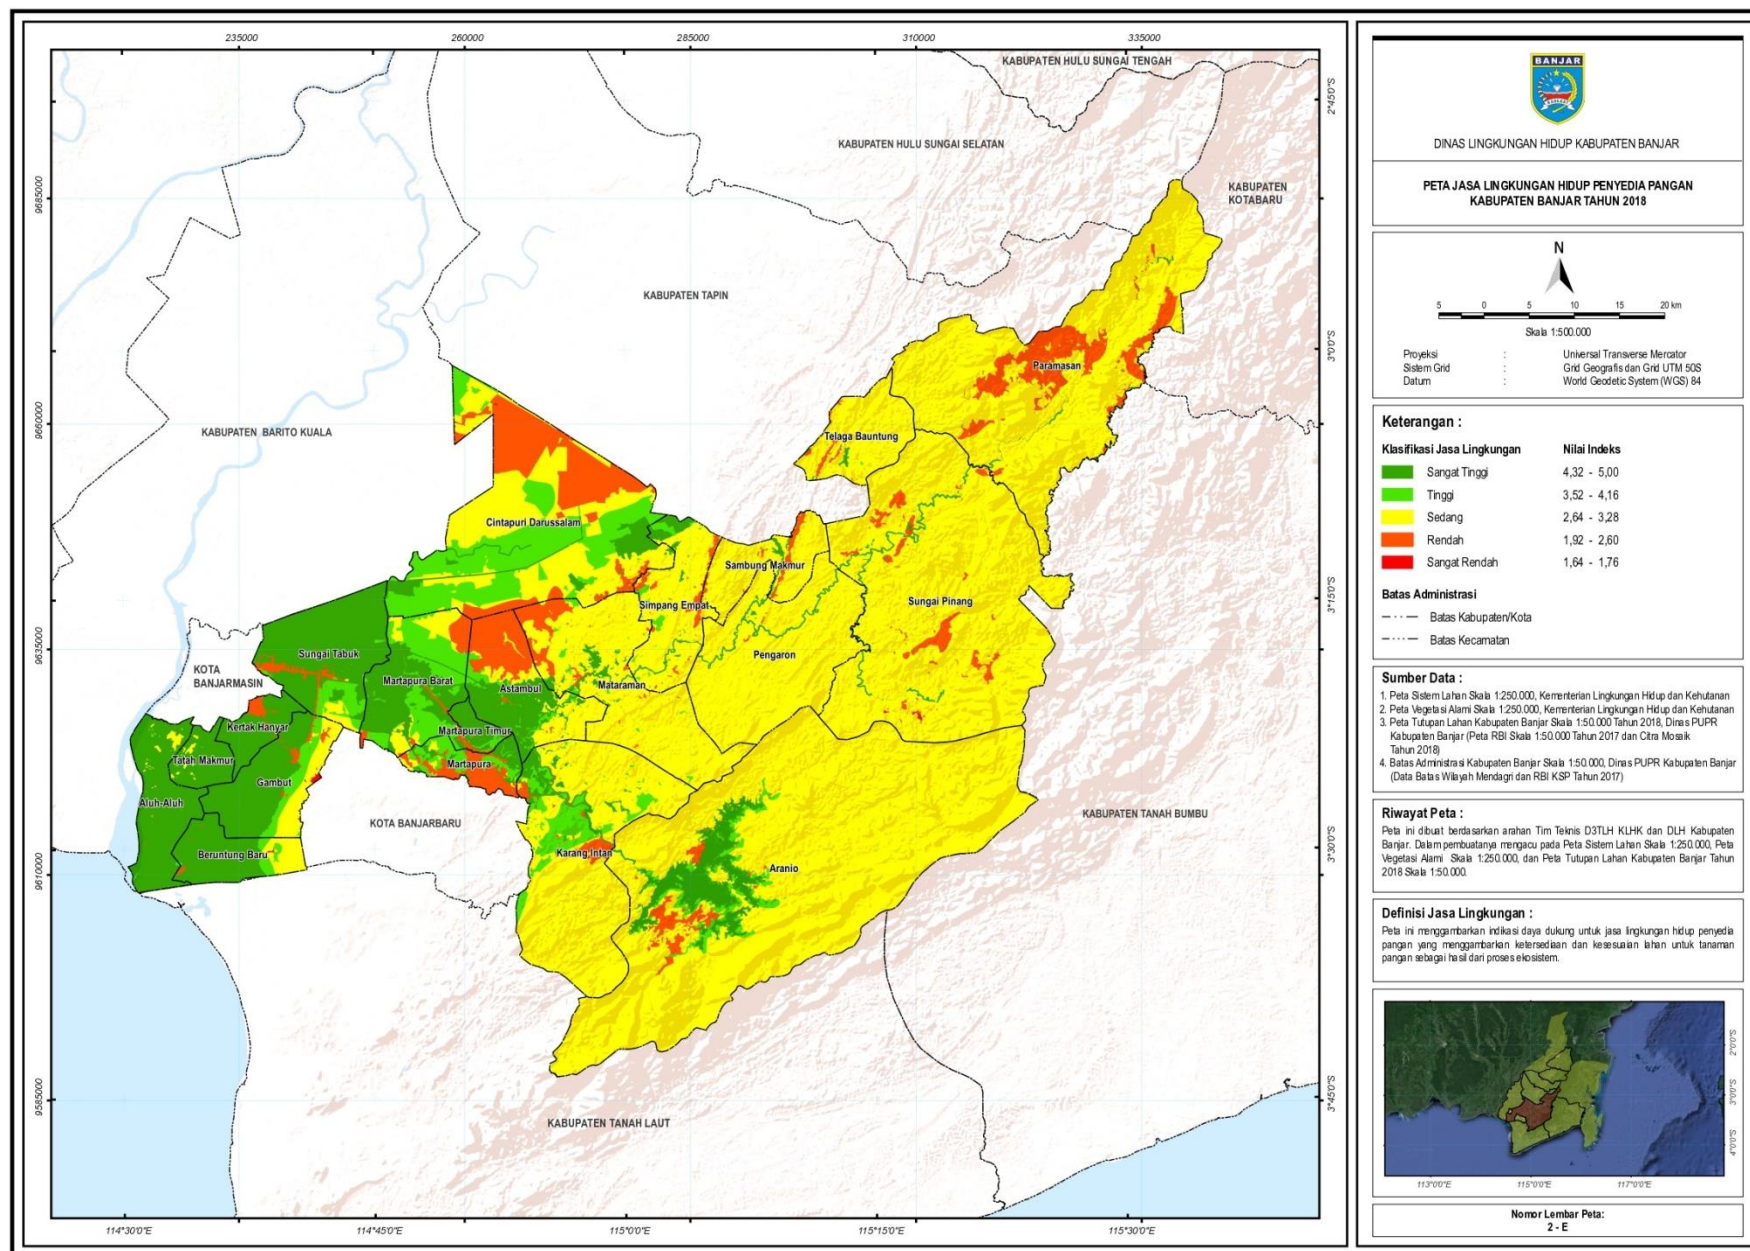 235000
260000
285000
310000
335000
KABUPATEN HULU SUNGAI TENGAH
KABUPATEN HULU SUNGAI SELATAN
KABUPATEN
KOTABARU
KABUPATEN TAPIN
KABUPATEN BARITO KUALA
Paramasan
Telaga Bauntung
Cintapuri Darussalam
Sambung Makmur
Simpang Empat
Sungai Pinang
Pengaron
Sungai Tabuk
KOTA
BANJARMASIN
Martapura Barat
Astambul
Mataraman
Kertak Hanyar
Martapura Timur
Tatah Makmur
Martapura
Gambut
Aluh-Aluh
KOTA BANJARBARU
Beruntung Baru
Karang Intan
Aranio
KABUPATEN TANAH BUMBU
KABUPATEN TANAH LAUT
9685000
9660000
9635000
9610000
9585000
2°45'0"S
3°0'0"S
3°15'0"S
3°30'0"S
3°45'0"S
114°30'0"E
114°45'0"E
115°0'0"E
115°15'0"E
115°30'0"E
BANJAR
DINAS LINGKUNGAN HIDUP KABUPATEN BANJAR
PETA JASA LINGKUNGAN HIDUP PENYEDIA PANGAN
KABUPATEN BANJAR TAHUN 2018
N
5 0 5 10 15 20 km
Skala 1:500.000
Proyeksi : Universal Transverse Mercator
Sistem Grid : Grid Geografis dan Grid UTM 50S
Datum : World Geodetic System (WGS) 84
Keterangan :
Klasifikasi Jasa Lingkungan Nilai Indeks
Sangat Tinggi 4,32 - 5,00
Tinggi 3,52 - 4,16
Sedang 2,64 - 3,28
Rendah 1,92 - 2,60
Sangat Rendah 1,64 - 1,76
Batas Administrasi
Batas Kabupaten/Kota
Batas Kecamatan
Sumber Data :
1. Peta Sistem Lahan Skala 1:250.000, Kementerian Lingkungan Hidup dan Kehutanan
2. Peta Vegetasi Alami Skala 1:250.000, Kementerian Lingkungan Hidup dan Kehutanan
3. Peta Tutupan Lahan Kabupaten Banjar Skala 1:50.000 Tahun 2018, Dinas PUPR
Kabupaten Banjar (Peta RBI Skala 1:50.000 Tahun 2017 dan Citra Mosaik
Tahun 2018)
4. Batas Administrasi Kabupaten Banjar Skala 1:50.000, Dinas PUPR Kabupaten Banjar
(Data Batas Wilayah Mendagri dan RBI KSP Tahun 2017)
Riwayat Peta :
Peta ini dibuat berdasarkan arahan Tim Teknis D3TLH KLHK dan DLH Kabupaten
Banjar. Dalam pembuatanya mengacu pada Peta Sistem Lahan Skala 1:250.000, Peta
Vegetasi Alami Skala 1:250.000, dan Peta Tutupan Lahan Kabupaten Banjar Tahun
2018 Skala 1:50.000.
Definisi Jasa Lingkungan :
Peta ini menggambarkan indikasi daya dukung untuk jasa lingkungan hidup penyedia
pangan yang menggambarkan ketersediaan dan kesesuaian lahan untuk tanaman
pangan sebagai hasil dari proses ekosistem.
2°0'0"S
3°0'0"S
4°0'0"S
113°0'0"E
115°0'0"E
117°0'0"E
Nomor Lembar Peta:
2 - E